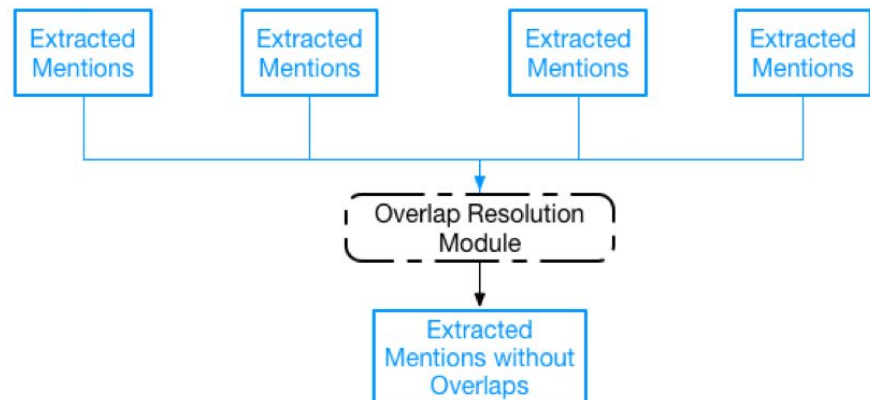 Extracted
Mentions
Extracted
Mentions
Extracted
Mentions
Extracted
Mentions
Overlap Resolution
Module
Extracted
Mentions without
Overlaps